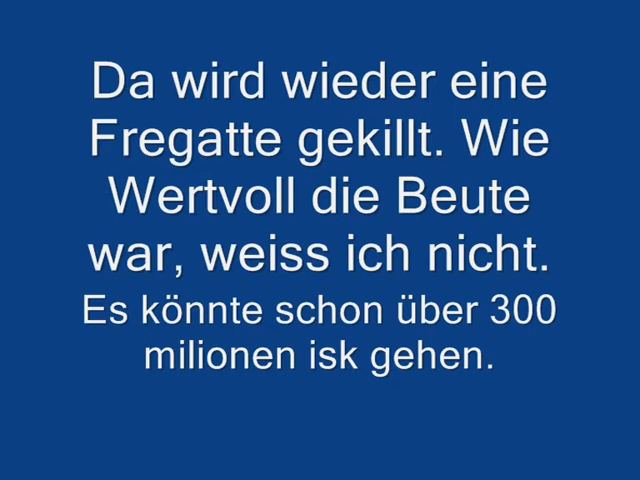 Da wird wieder eine
Fregatte gekillt. Wie
Wertvoll die Beute
war, weiss ich nicht.
Es könnte schon über 300
milionen isk gehen.